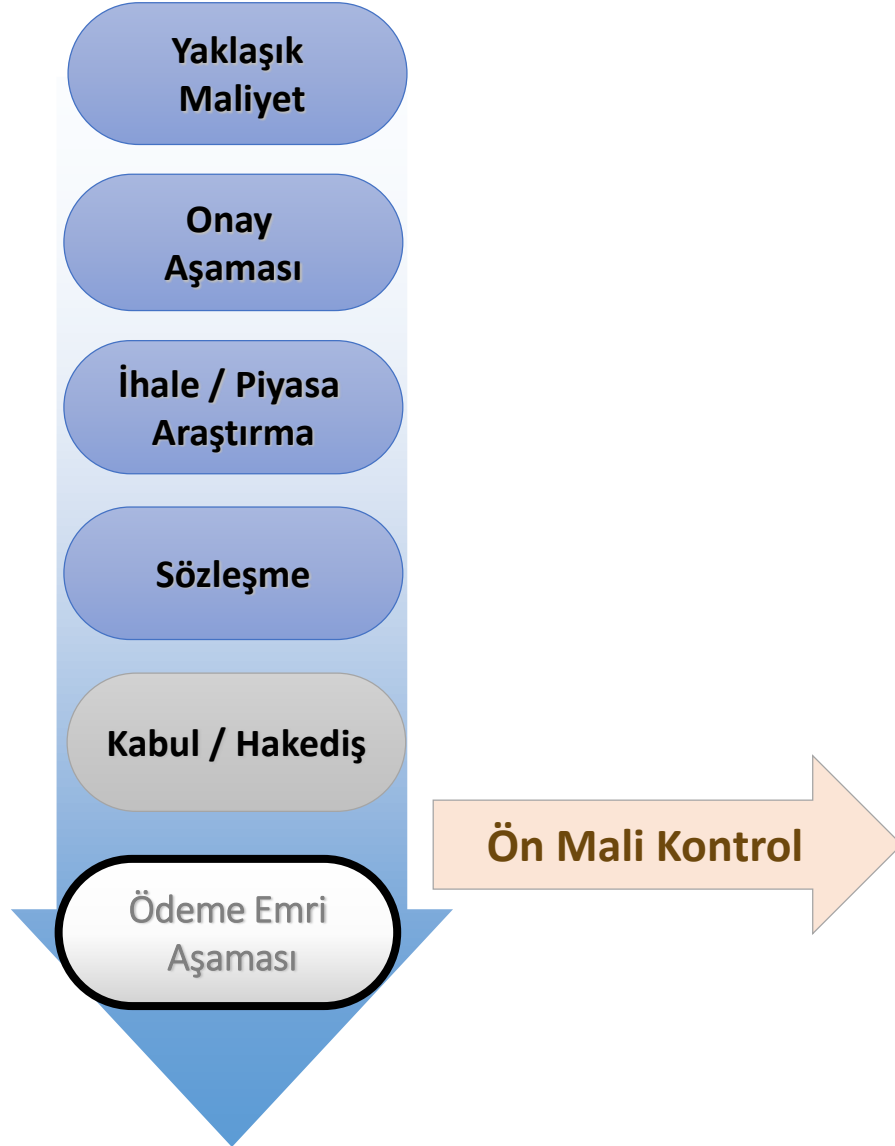 Yaklaşık
Maliyet
Onay
Aşaması
İhale / Piyasa
Araştırma
Sözleşme
Kabul / Hakediş
Ön Mali Kontrol
Ödeme Emri
Aşaması